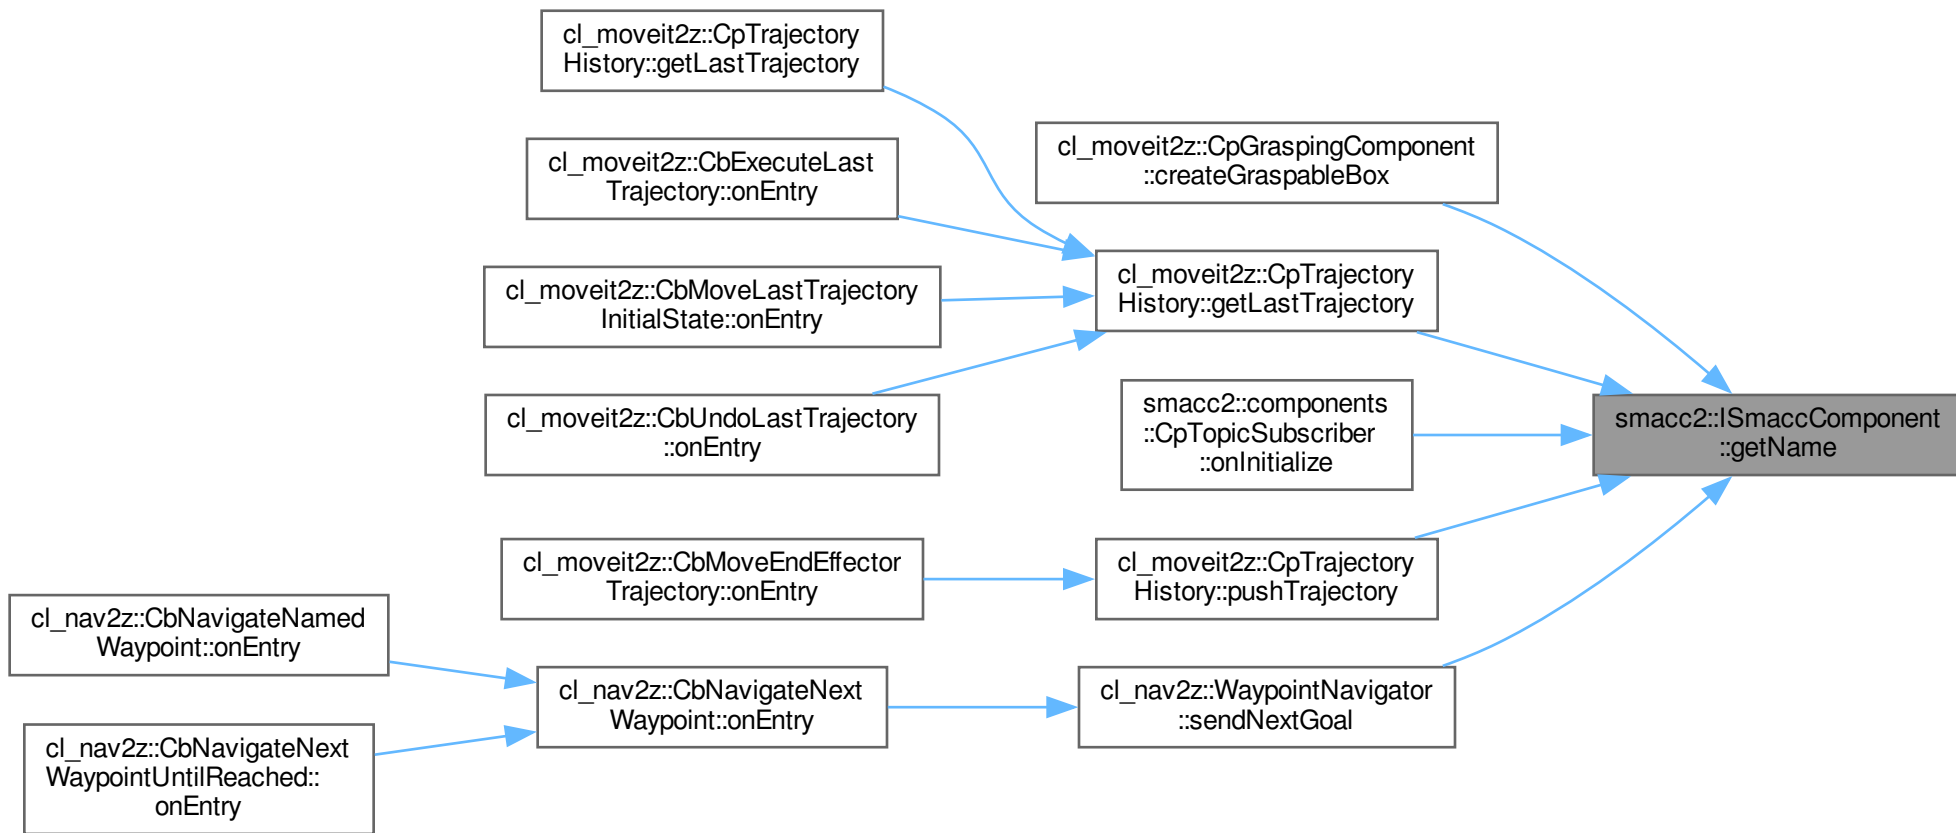 cl_moveit2z::CpTrajectory
History::getLastTrajectory
cl_moveit2z::CpGraspingComponent
::createGraspableBox
cl_moveit2z::CbExecuteLast
Trajectory::onEntry
cl_moveit2z::CpTrajectory
History::getLastTrajectory
cl_moveit2z::CbMoveLastTrajectory
InitialState::onEntry
cl_moveit2z::CbUndoLastTrajectory
::onEntry
smacc2::components
::CpTopicSubscriber
::onInitialize
smacc2::ISmaccComponent
::getName
cl_moveit2z::CbMoveEndEffector
Trajectory::onEntry
cl_moveit2z::CpTrajectory
History::pushTrajectory
cl_nav2z::CbNavigateNamed
Waypoint::onEntry
cl_nav2z::CbNavigateNext
Waypoint::onEntry
cl_nav2z::WaypointNavigator
::sendNextGoal
cl_nav2z::CbNavigateNext
WaypointUntilReached::
onEntry